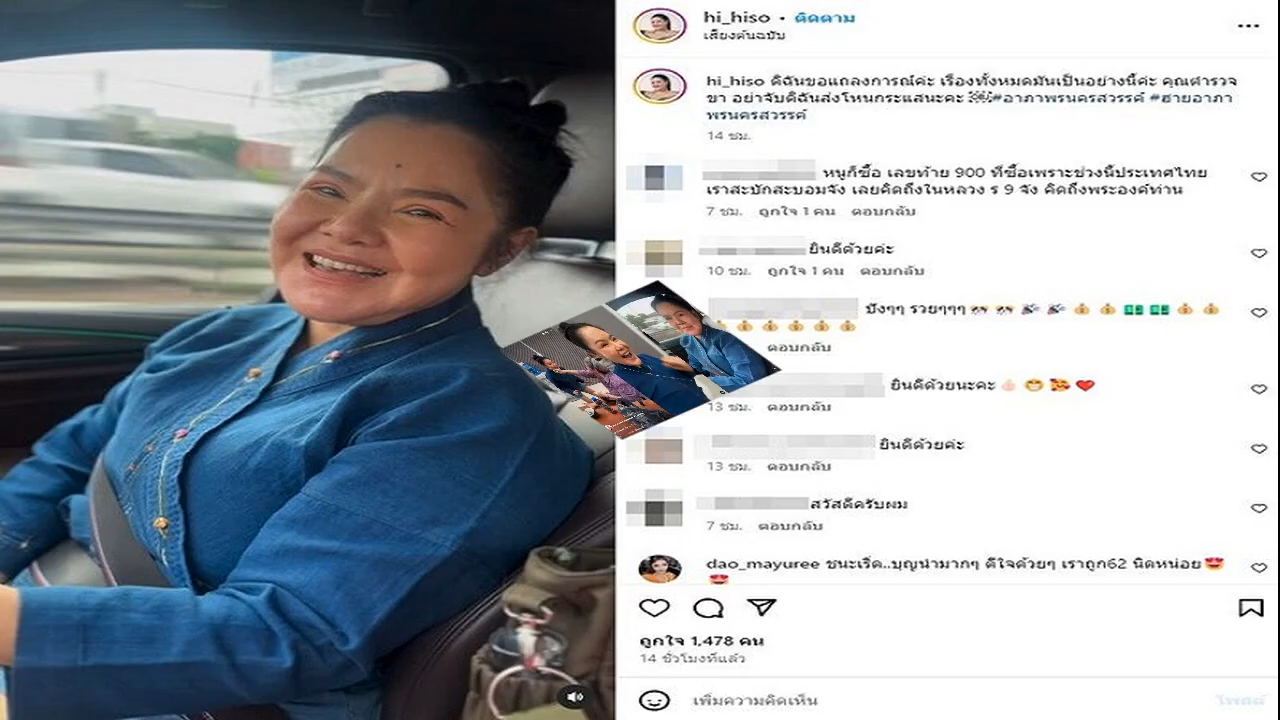 hi_hiso • ติดตาม
เสียงต้นฉบับ
hi_hiso ดิฉันขอแถลงการณ์ค่ะ เรื่องทั้งหมดมันเป็นอย่างนี้ค่ะ คุณตำรวจ
ขา อย่าจับดิฉันส่งโหนกระแสนะคะ #อาภาพรนครสวรรค์ #ฮายอาภา
พรนครสวรรค์
14 ชม.
หนูก็ซื้อ เลขท้าย 900 ที่ซื้อเพราะช่วงนี้ประเทศไทย
เราสะบักสะบอมจัง เลยคิดถึงในหลวง ร 9 จัง คิดถึงพระองค์ท่าน
7 ชม. ถูกใจ 1 คน ตอบกลับ
ยินดีด้วยค่ะ
10 ชม. ถูกใจ 1 คน ตอบกลับ
ปังๆๆ รวยๆๆๆ
ตอบกลับ
ยินดีด้วยนะคะ
13 ชม. ตอบกลับ
ยินดีด้วยค่ะ
13 ชม. ตอบกลับ
สวัสดีครับผม
7 ชม. ตอบกลับ
dao_mayuree ชนะเริ่ด..บุญนำมากๆ ดีใจด้วยๆ เราถูก62 นิดหน่อย
ถูกใจ 1,478 คน
14 ชั่วโมงที่แล้ว
เพิ่มความคิดเห็น
โพสต์